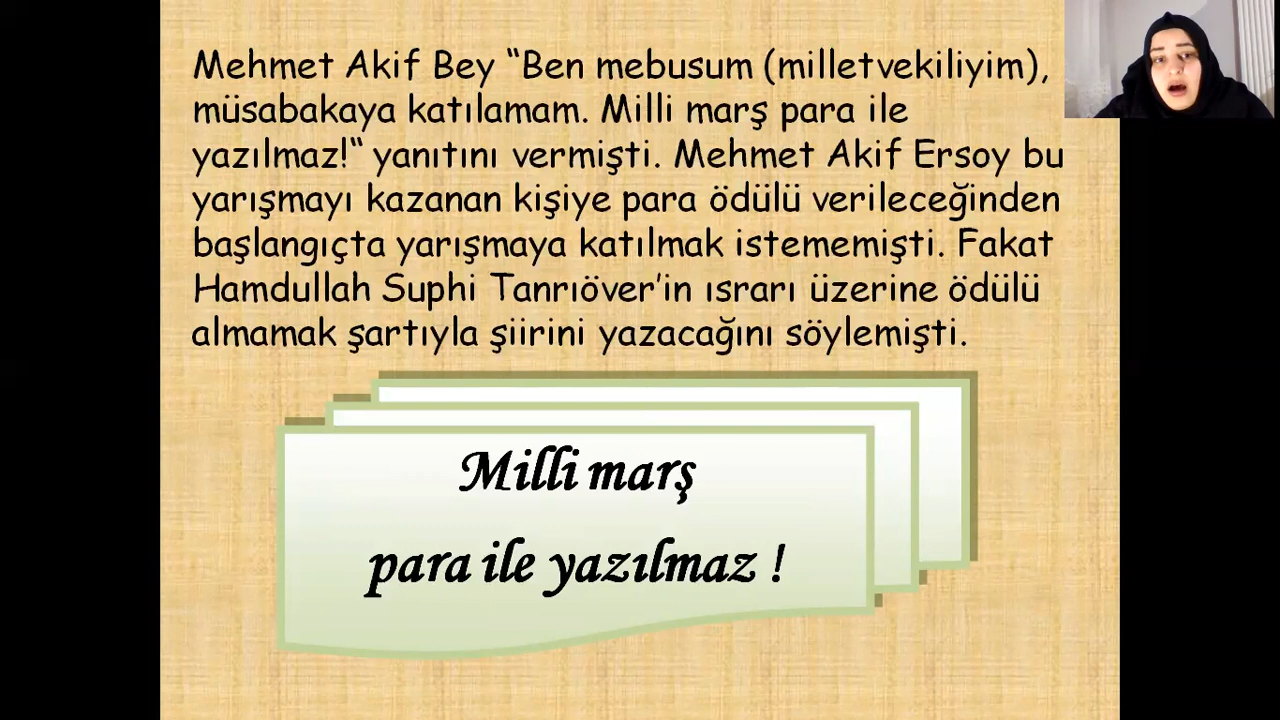 Mehmet Akif Bey “Ben mebusum (milletvekiliyim),
müsabakaya katılamam. Milli marş para ile
yazılmaz!“ yanıtını vermişti. Mehmet Akif Ersoy bu
yarışmayı kazanan kişiye para ödülü verileceğinden
başlangıçta yarışmaya katılmak istememişti. Fakat
Hamdullah Suphi Tanrıöver’in ısrarı üzerine ödülü
almamak şartıyla şiirini yazacağını söylemişti.
Milli marş
para ile yazılmaz !